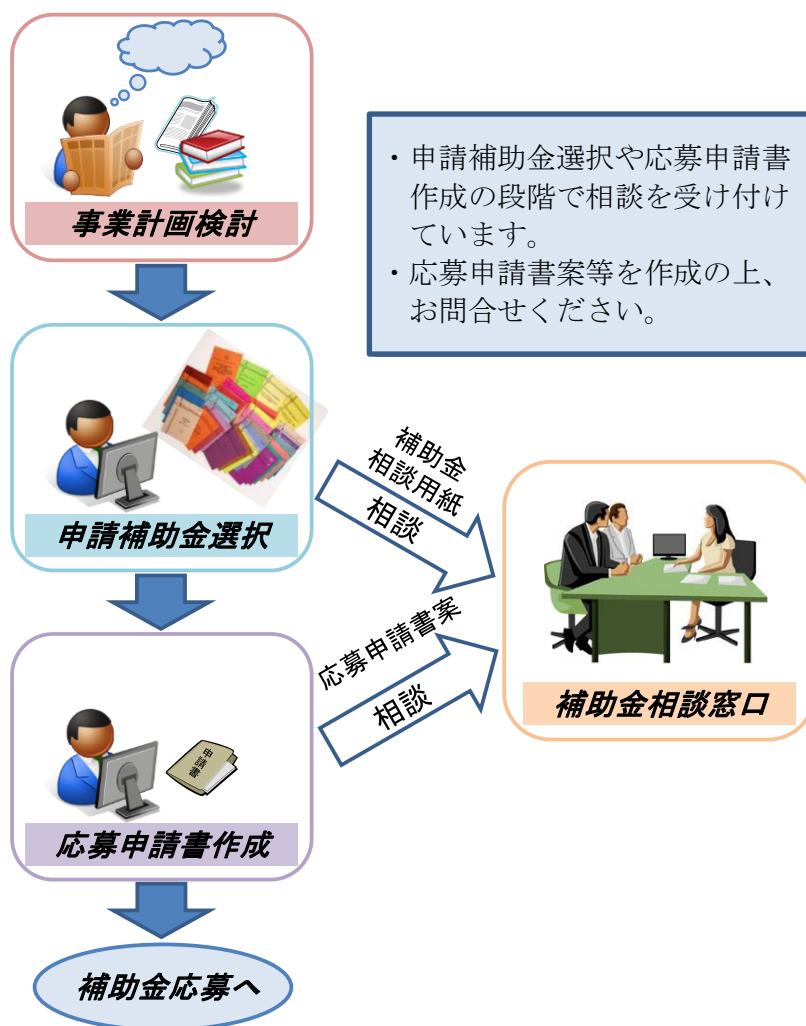 事業計画検討
・申請補助金選択や応募申請書
作成の段階で相談を受け付け
ています。
・応募申請書案等を作成の上、
お問合せください。
申請補助金選択
補助金
相談用紙
相談
応募申請書案
相談
補助金相談窓口
申請書
応募申請書作成
補助金応募へ